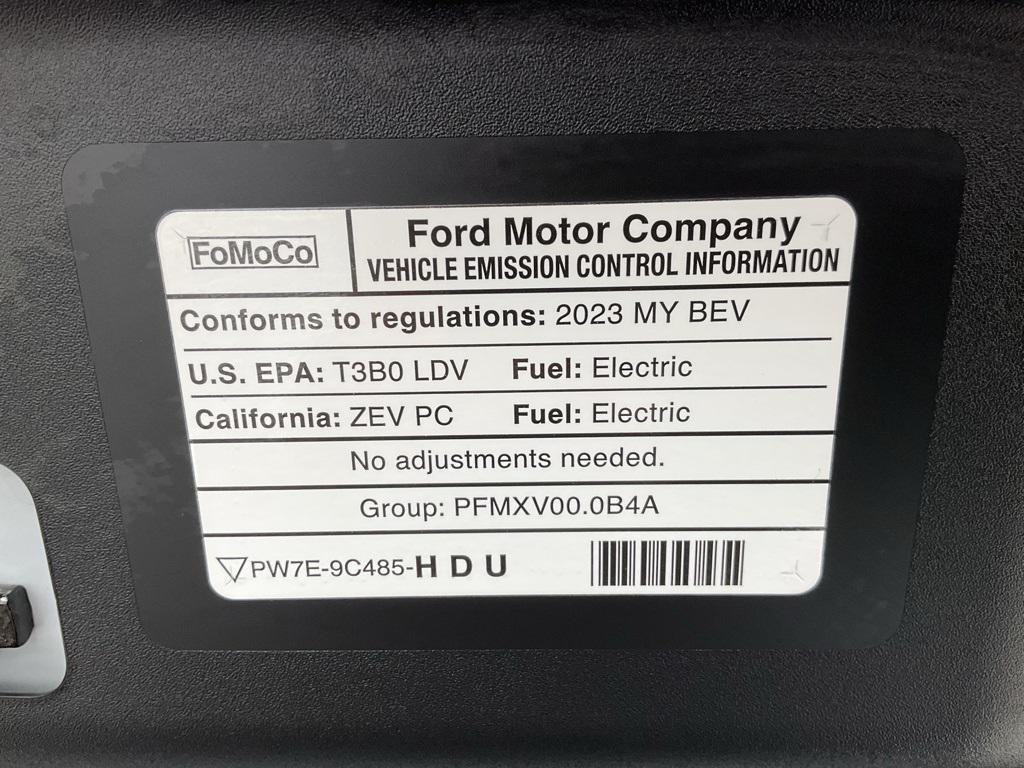 FoMoCo
Ford Motor Company
VEHICLE EMISSION CONTROL INFORMATION
Conforms to regulations: 2023 MY BEV
U.S. EPA: T3B0 LDV Fuel: Electric
California: ZEV PC Fuel: Electric
No adjustments needed.
Group: PFMXV00.0B4A
PW7E-9C485-HDU